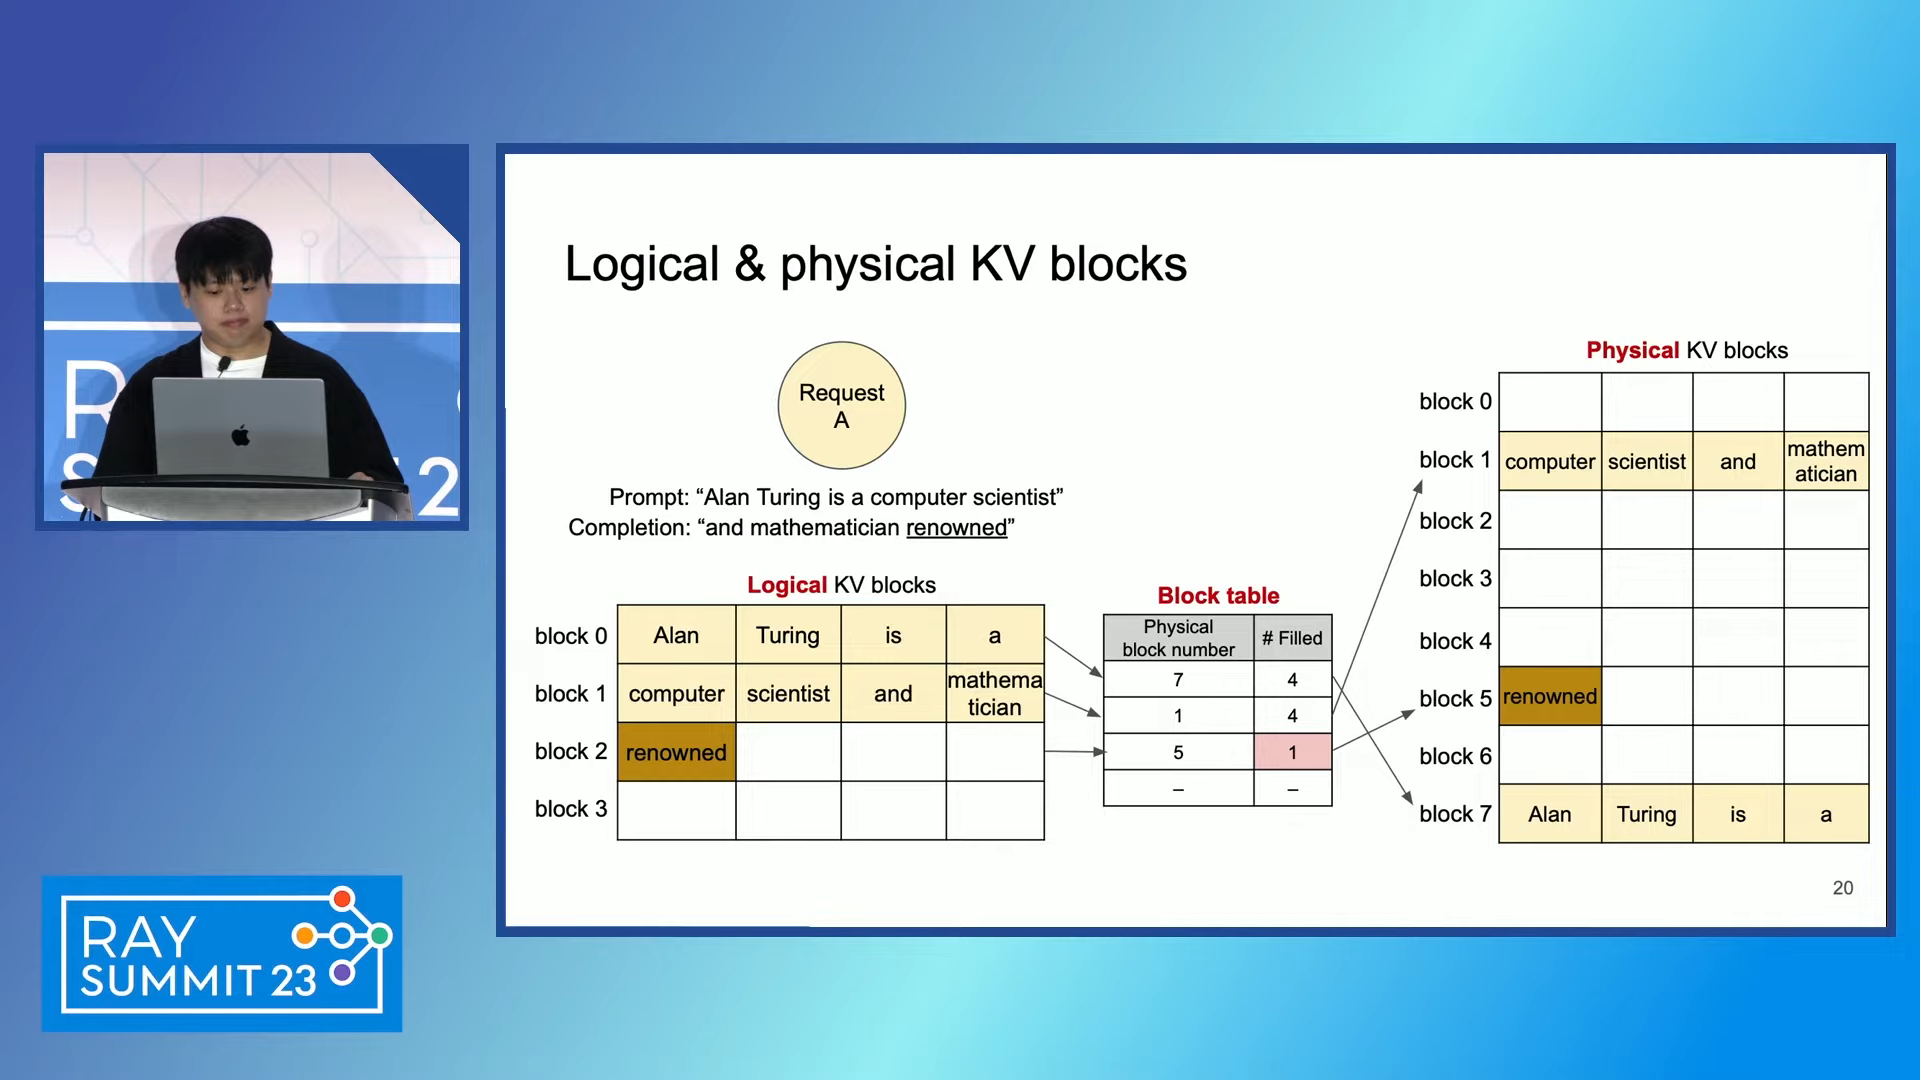 Logical & physical KV blocks
Request
A
Prompt: “Alan Turing is a computer scientist”
Completion: “and mathematician renowned”
Logical KV blocks
block 0 Alan Turing is a
block 1 computer scientist and mathema
tician
block 2 renowned
block 3
Block table
Physical
block number # Filled
7 4
1 4
5 1
– –
Physical KV blocks
block 0
block 1 computer scientist and mathem
atician
block 2
block 3
block 4
block 5 renowned
block 6
block 7 Alan Turing is a
20
RAY
SUMMIT 23